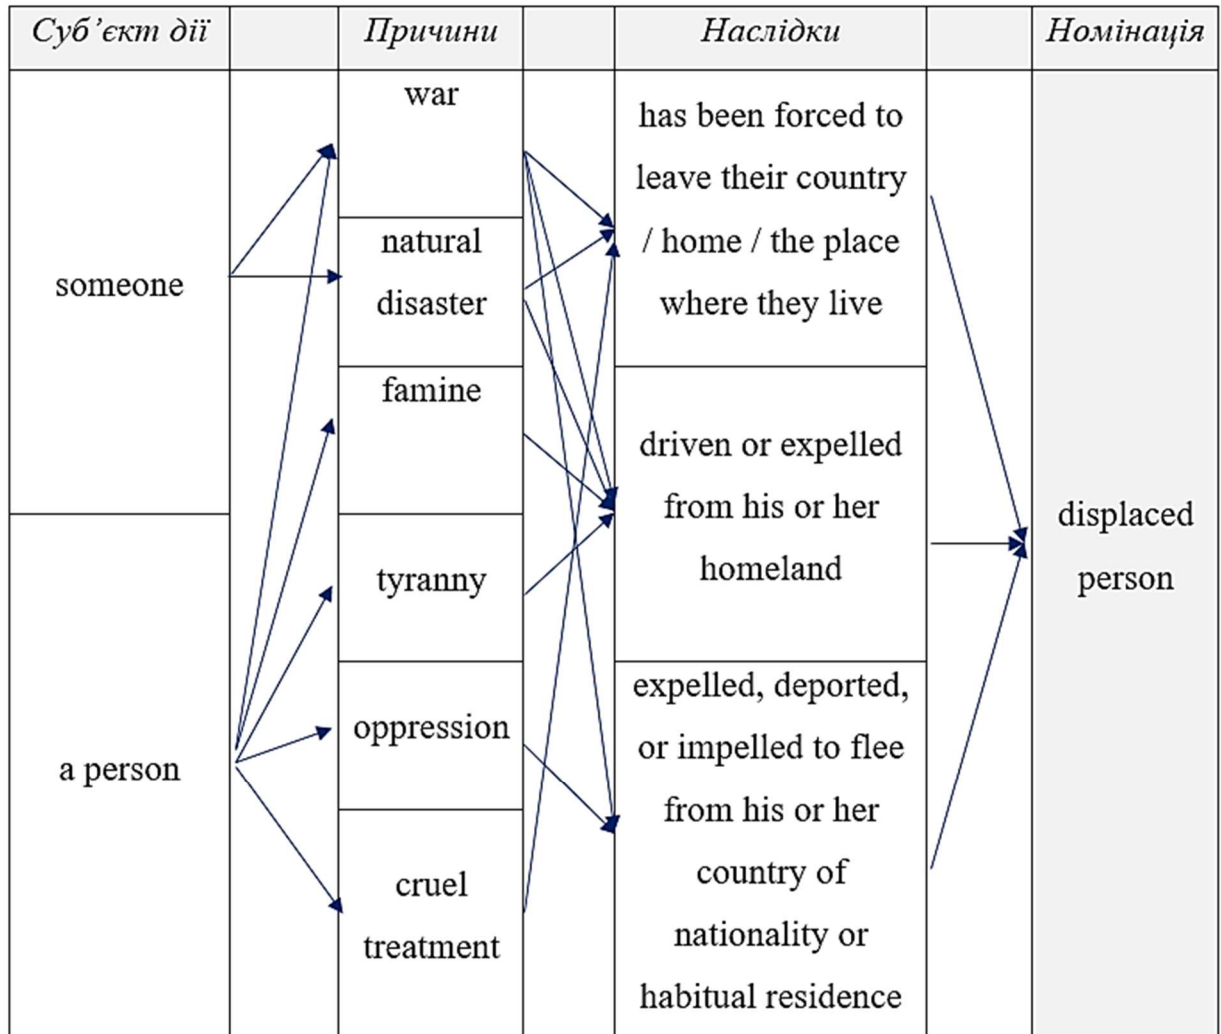 Суб’єкт дії
Причини
Наслідки
Номінація
someone
a person
war
natural
disaster
famine
tyranny
oppression
cruel
treatment
has been forced to
leave their country
/ home / the place
where they live
driven or expelled
from his or her
homeland
expelled, deported,
or impelled to flee
from his or her
country of
nationality or
habitual residence
displaced
person